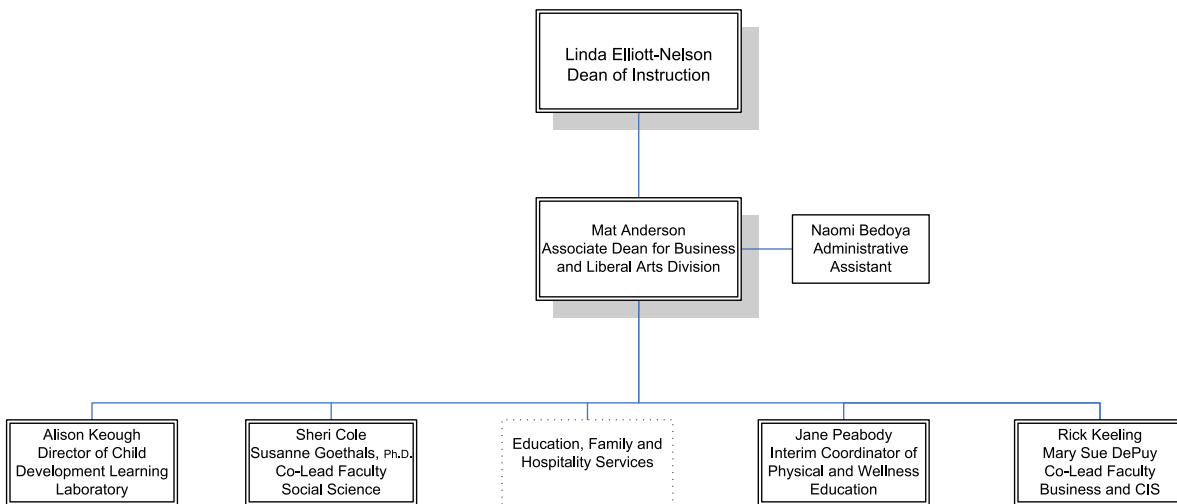 Linda Elliott-Nelson
Dean of Instruction
Mat Anderson
Associate Dean for Business
and Liberal Arts Division
Naomi Bedoya
Administrative
Assistant
Alison Keough
Director of Child
Development Learning
Laboratory
Sheri Cole
Susanne Goethals, Ph.D.
Co-Lead Faculty
Social Science
Education, Family and
Hospitality Services
Jane Peabody
Interim Coordinator of
Physical and Wellness
Education
Rick Keeling
Mary Sue DePuy
Co-Lead Faculty
Business and CIS